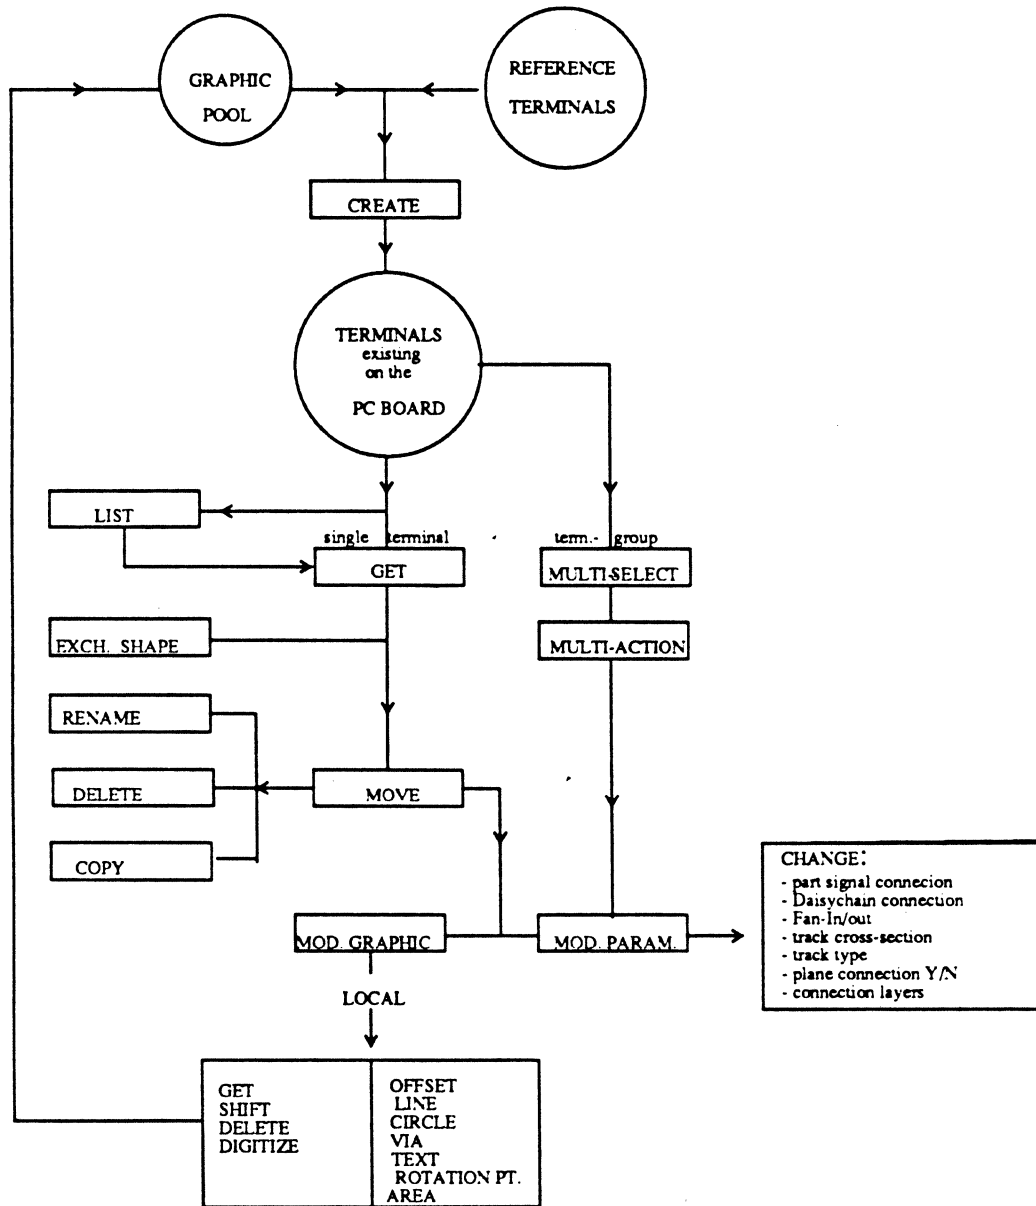 GRAPHIC
POOL
REFERENCE
TERMINALS
CREATE
TERMINALS
existing
on the
PC BOARD
LIST
single terminal
GET
term.- group
MULTI-SELECT
EXCH. SHAPE
MULTI-ACTION
RENAME
DELETE
MOVE
COPY
MOD. GRAPHIC
MOD. PARAM.
CHANGE:
- part signal connecion
- Daisychain connection
- Fan-In/out
- track cross-section
- track type
- plane connection Y/N
- connection layers
LOCAL
GET
SHIFT
DELETE
DIGITIZE
OFFSET
LINE
CIRCLE
VIA
TEXT
ROTATION PT.
AREA